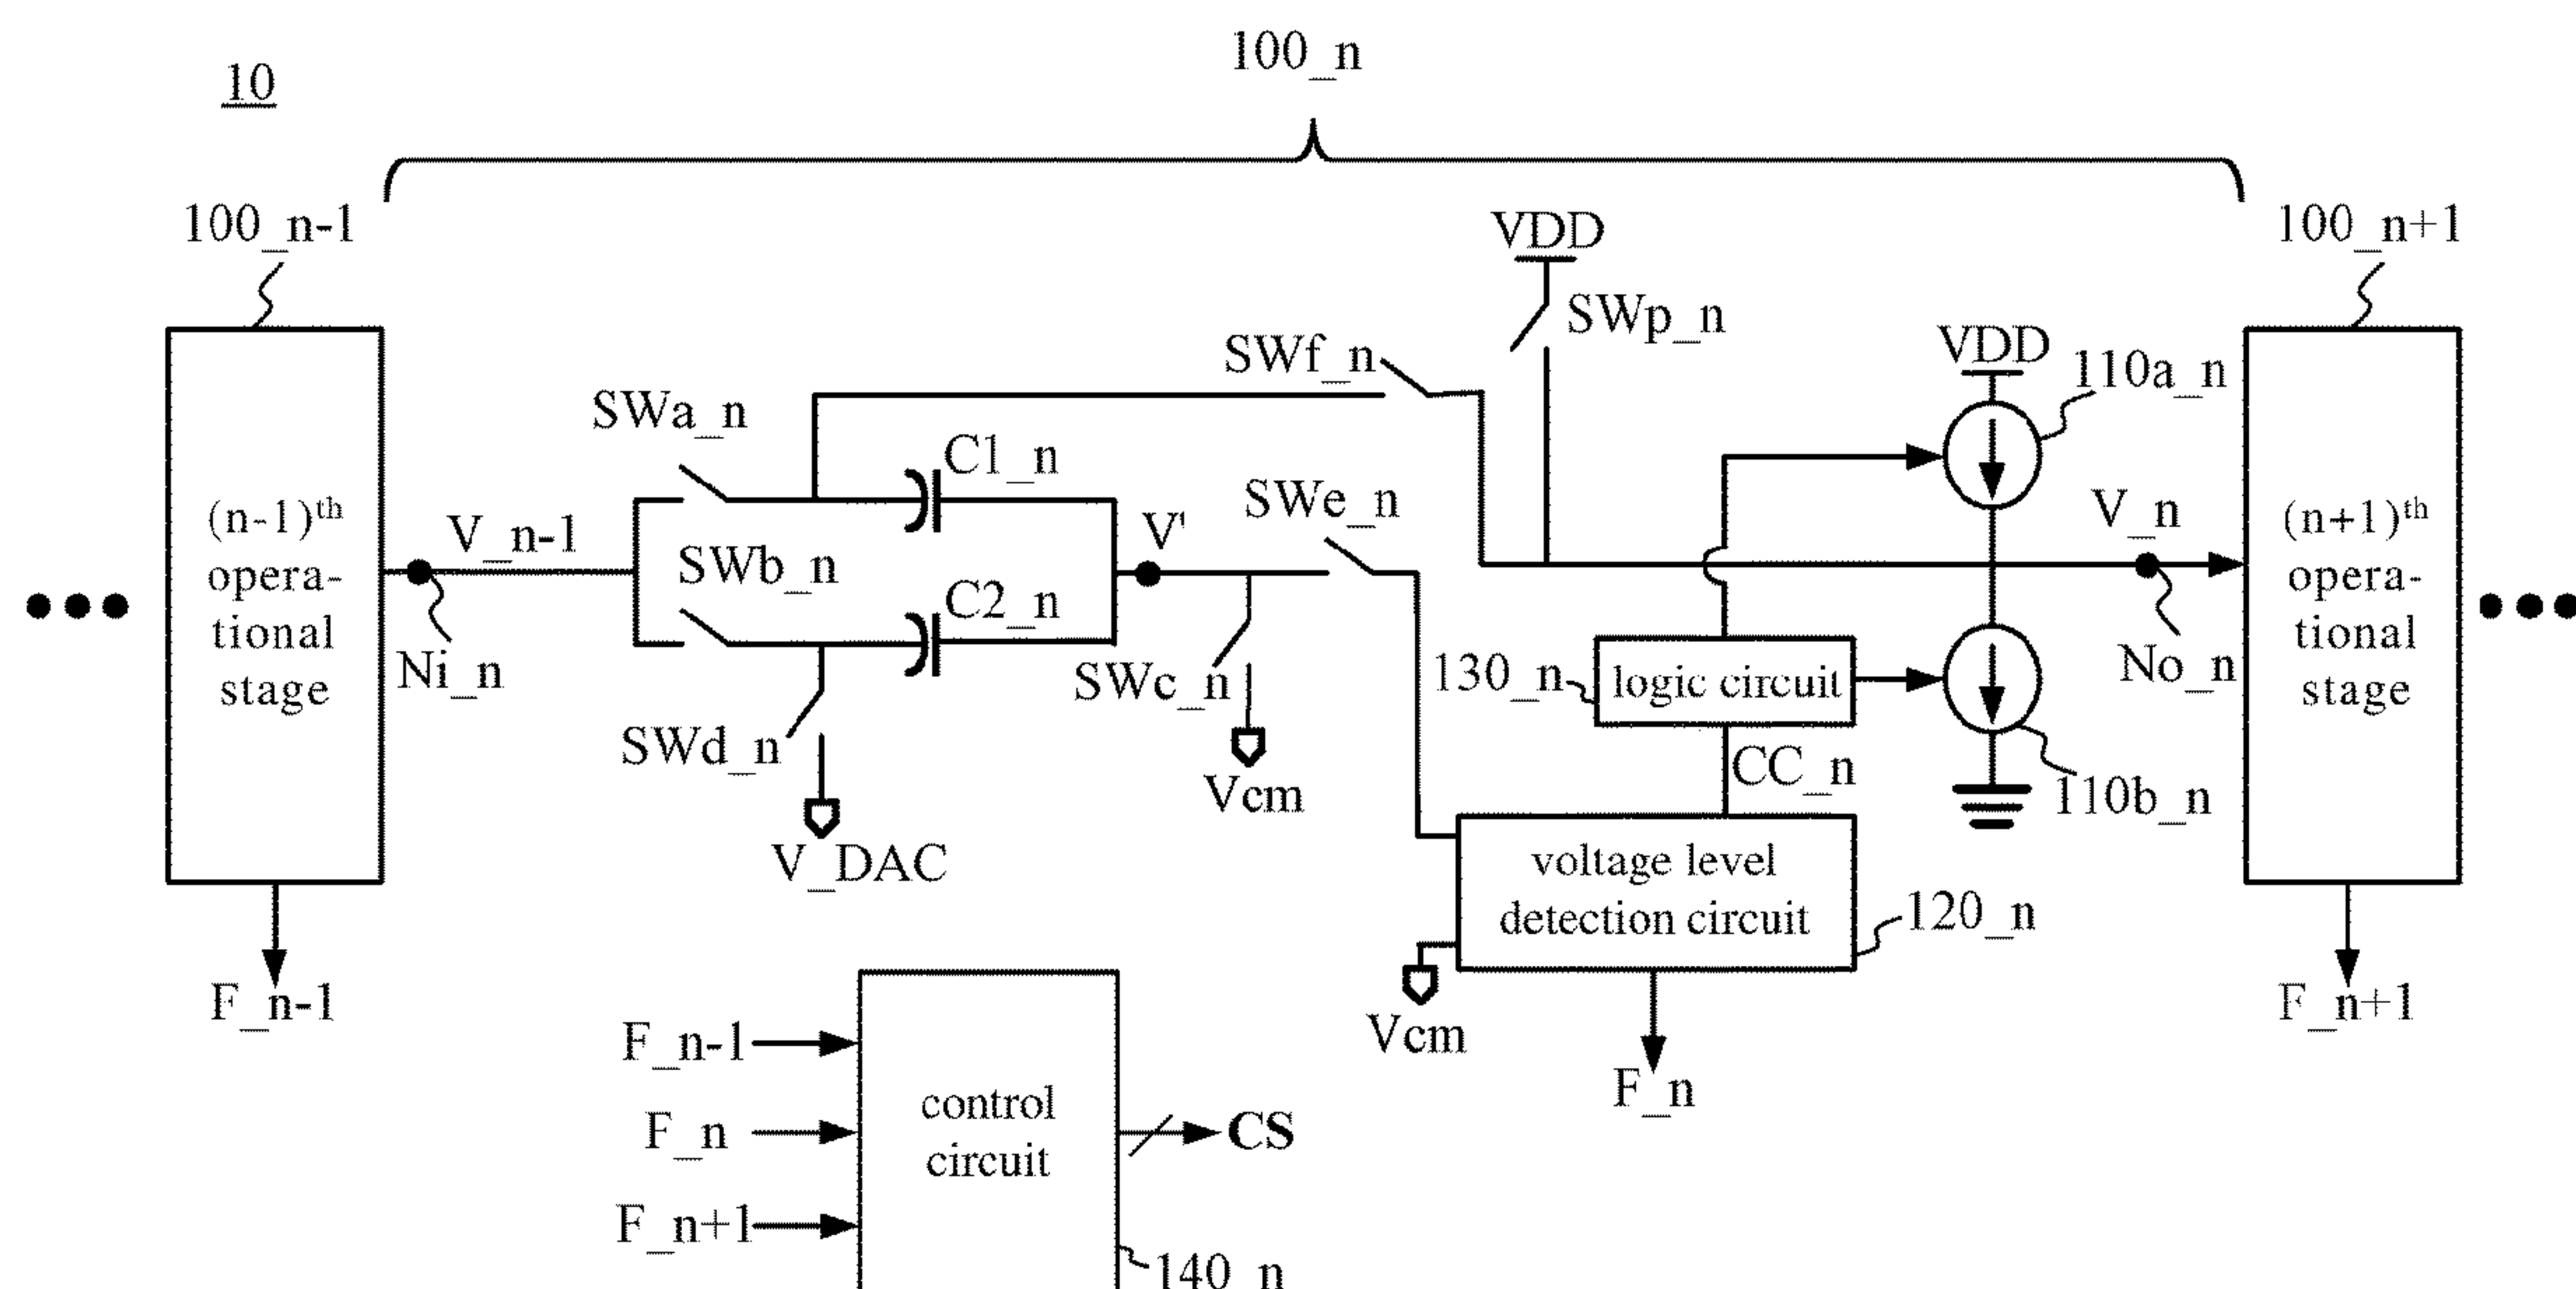 100_n
10
100_n-1
100_n+1
VDD
SWp_n
SWf_n
VDD
110a_n
SWa_n
C1_n
SWe_n
V_n
(n-1)th
opera-
tional
stage
V_n-1
SWb_n
V'
(n+1)th
opera-
tional
stage
C2_n
Ni_n
SWc_n
130_n
logic circuit
No_n
SWd_n
Vcm
CC_n
110b_n
V_DAC
voltage level
detection circuit
120_n
F_n-1
Vcm
F_n+1
F_n
F_n-1
F_n
F_n+1
control
circuit
CS
140_n